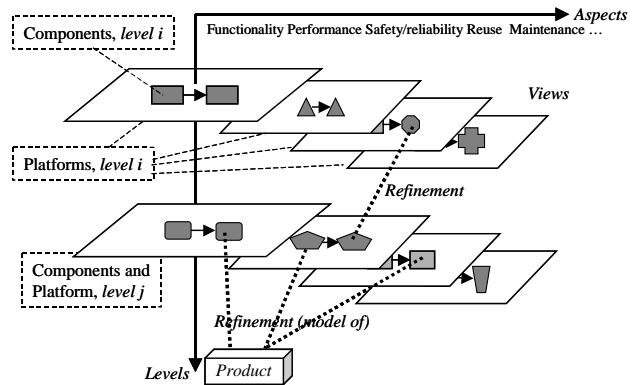 Aspects
Components, level i
Functionality Performance Safety/reliability Reuse Maintenance ...
Views
Platforms, level i
Refinement
Components and
Platform, level j
Refinement (model of)
Levels
Product